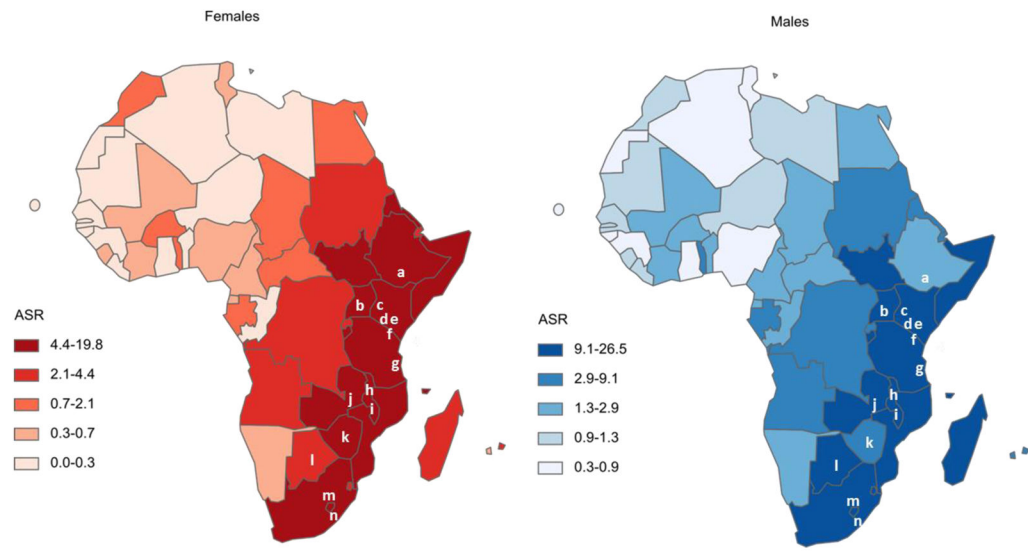 Females
Males
a
b c
d e
f
g
h
j i
k
l
m
n
ASR
4.4-19.8
2.1-4.4
0.7-2.1
0.3-0.7
0.0-0.3
a
b c
d e
f
g
h
j i
k
l
m
n
ASR
9.1-26.5
2.9-9.1
1.3-2.9
0.9-1.3
0.3-0.9